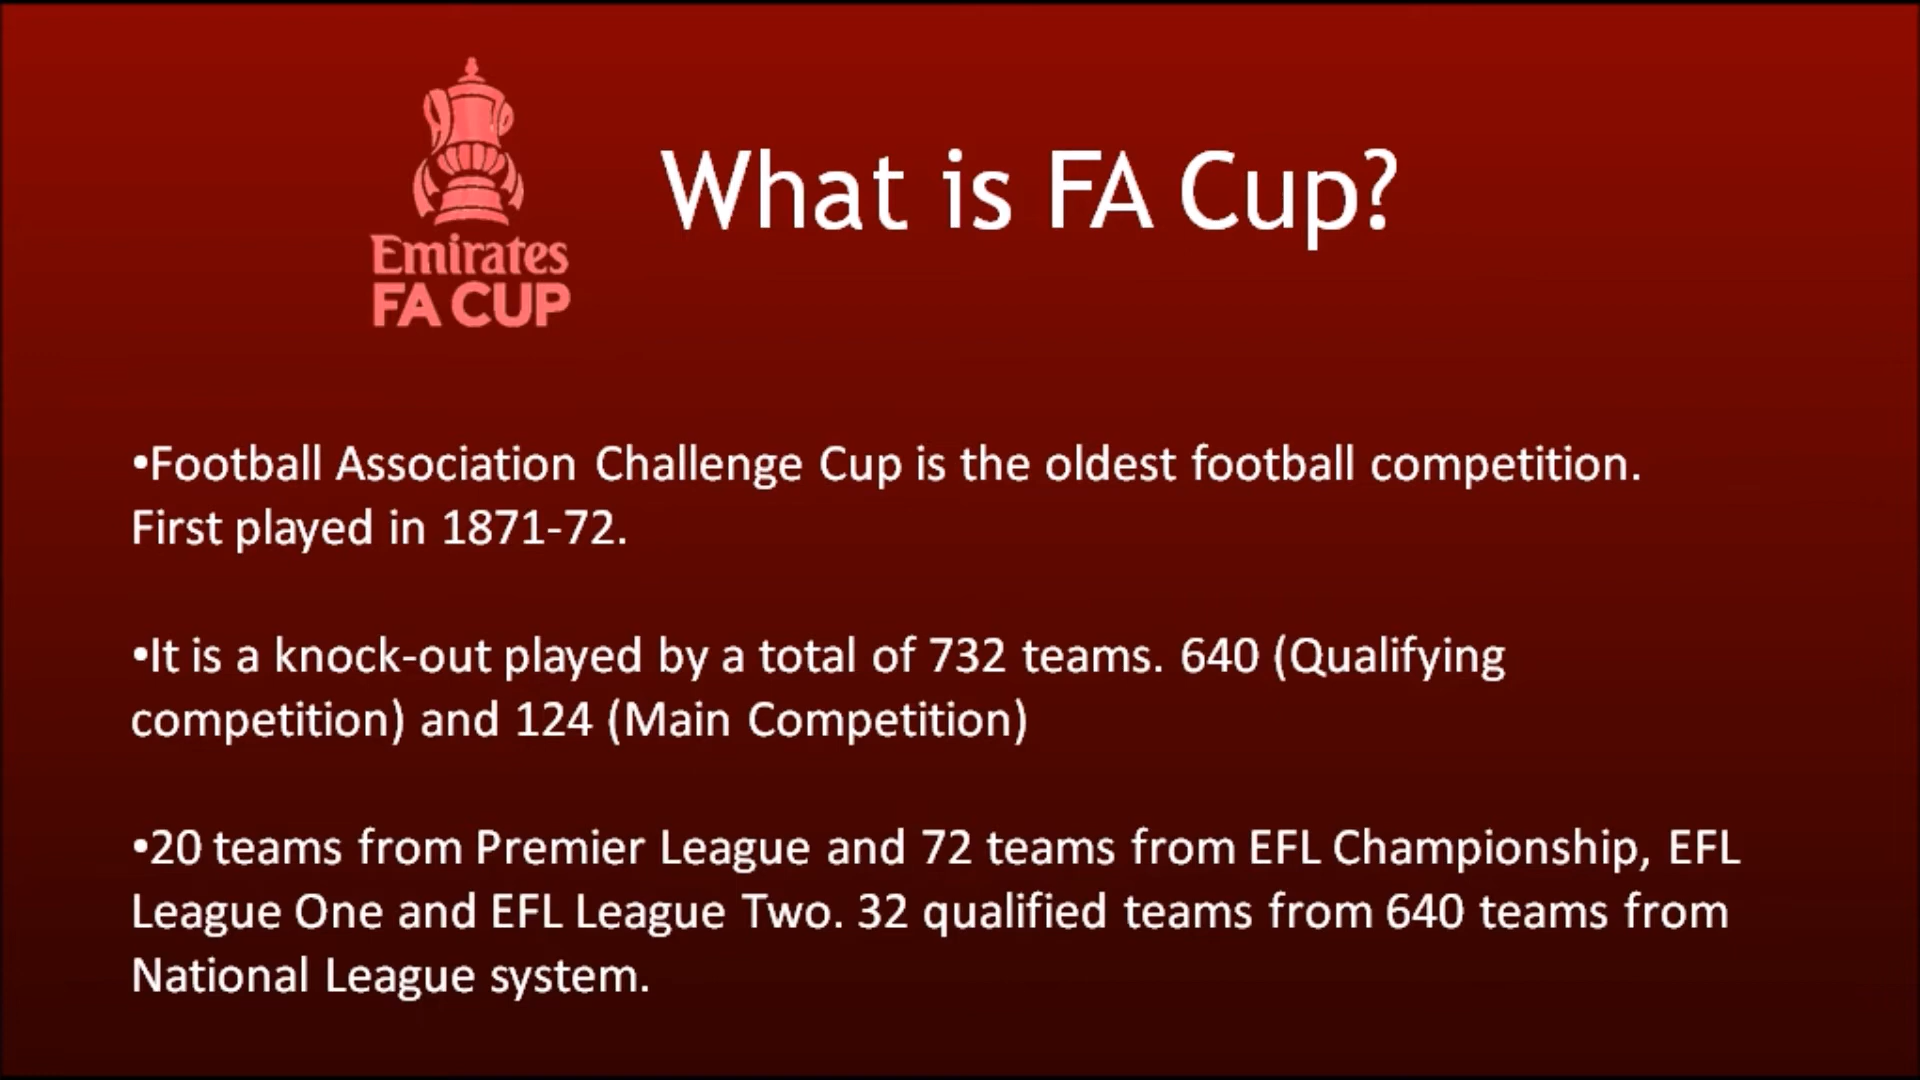 Emirates
FA CUP
What is FA Cup?
•Football Association Challenge Cup is the oldest football competition.
First played in 1871-72.
•It is a knock-out played by a total of 732 teams. 640 (Qualifying
competition) and 124 (Main Competition)
•20 teams from Premier League and 72 teams from EFL Championship, EFL
League One and EFL League Two. 32 qualified teams from 640 teams from
National League system.